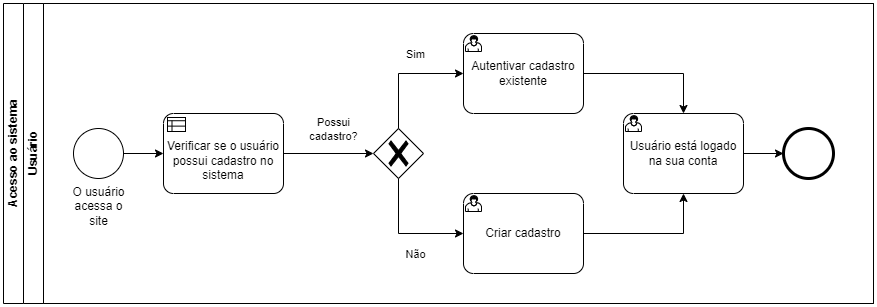 Acesso ao sistema
Usuário
O usuário
acessa o
site
Verificar se o usuário
possui cadastro no
sistema
Possui
cadastro?
Sim
Autentivar cadastro
existente
Não
Criar cadastro
Usuário está logado
na sua conta